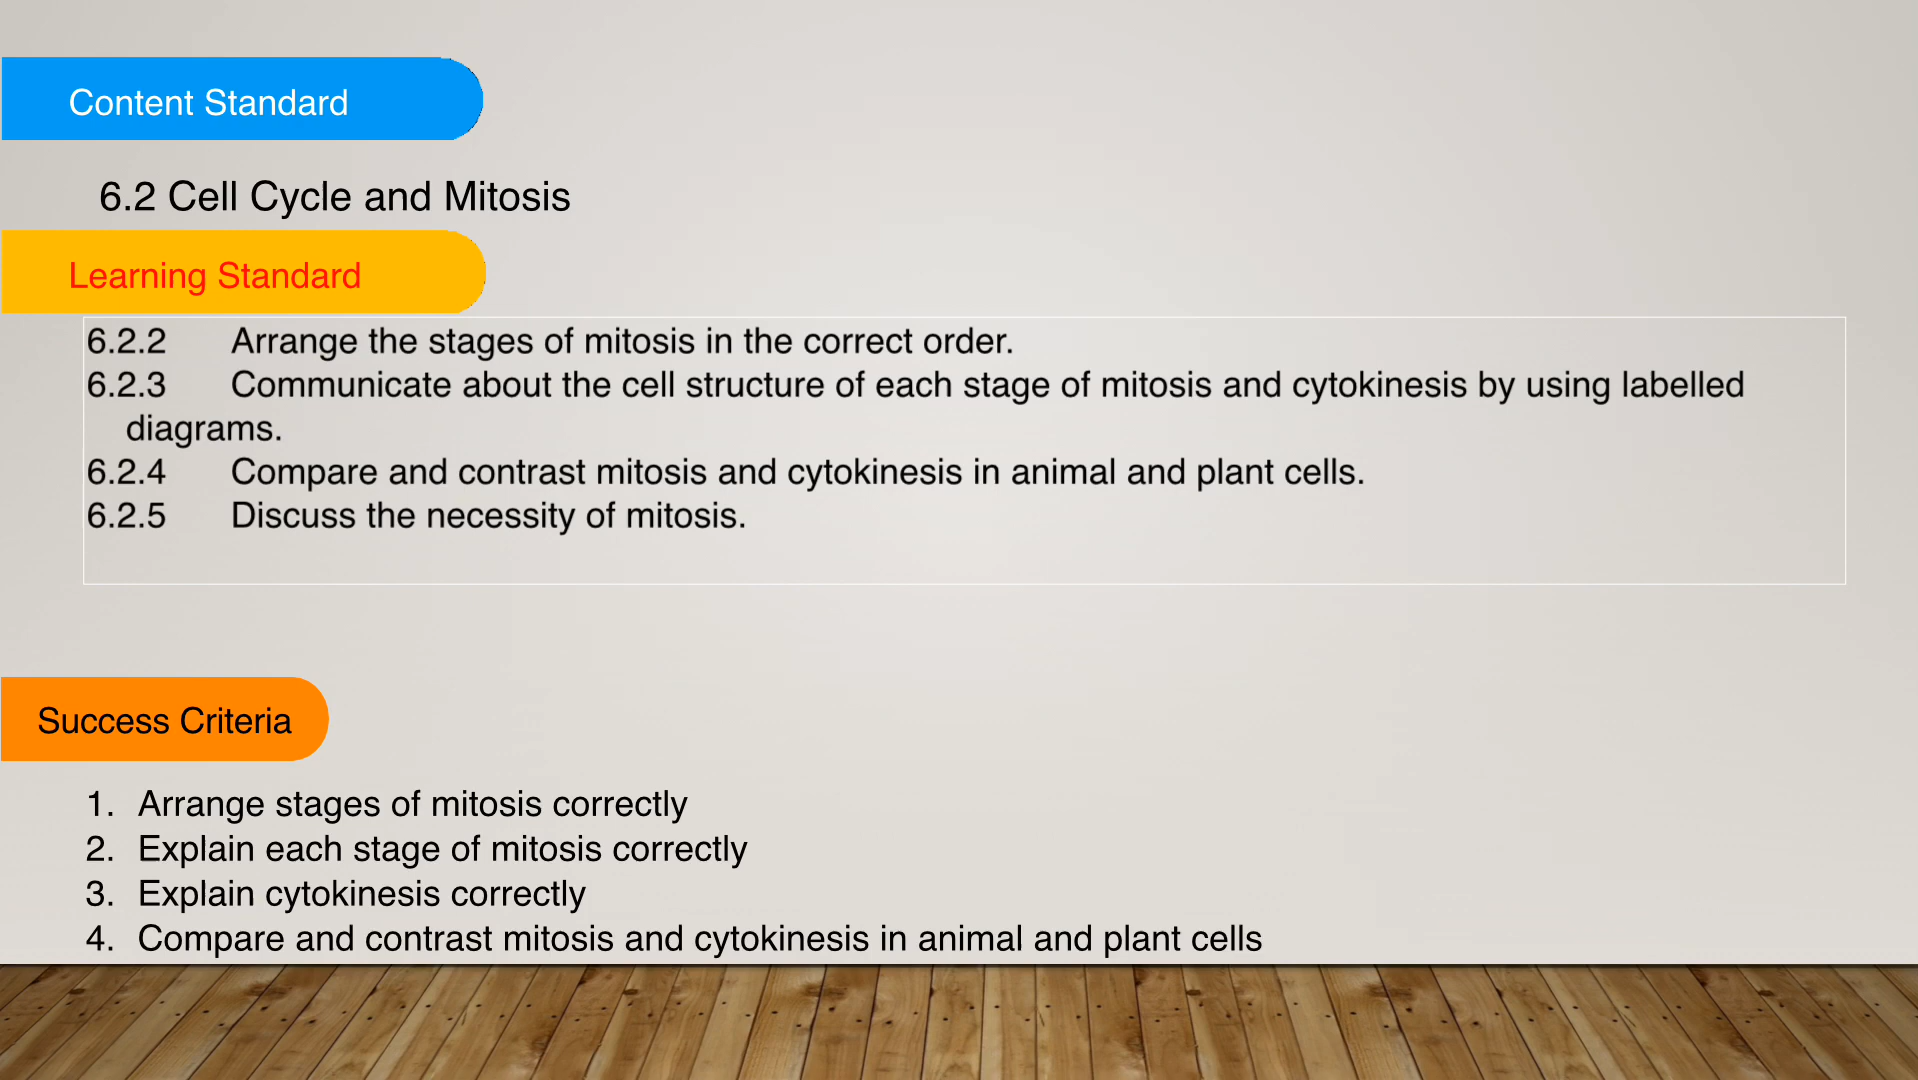 Content Standard
6.2 Cell Cycle and Mitosis
Learning Standard
6.2.2 Arrange the stages of mitosis in the correct order.
6.2.3 Communicate about the cell structure of each stage of mitosis and cytokinesis by using labelled
diagrams.
6.2.4 Compare and contrast mitosis and cytokinesis in animal and plant cells.
6.2.5 Discuss the necessity of mitosis.
Success Criteria
1. Arrange stages of mitosis correctly
2. Explain each stage of mitosis correctly
3. Explain cytokinesis correctly
4. Compare and contrast mitosis and cytokinesis in animal and plant cells